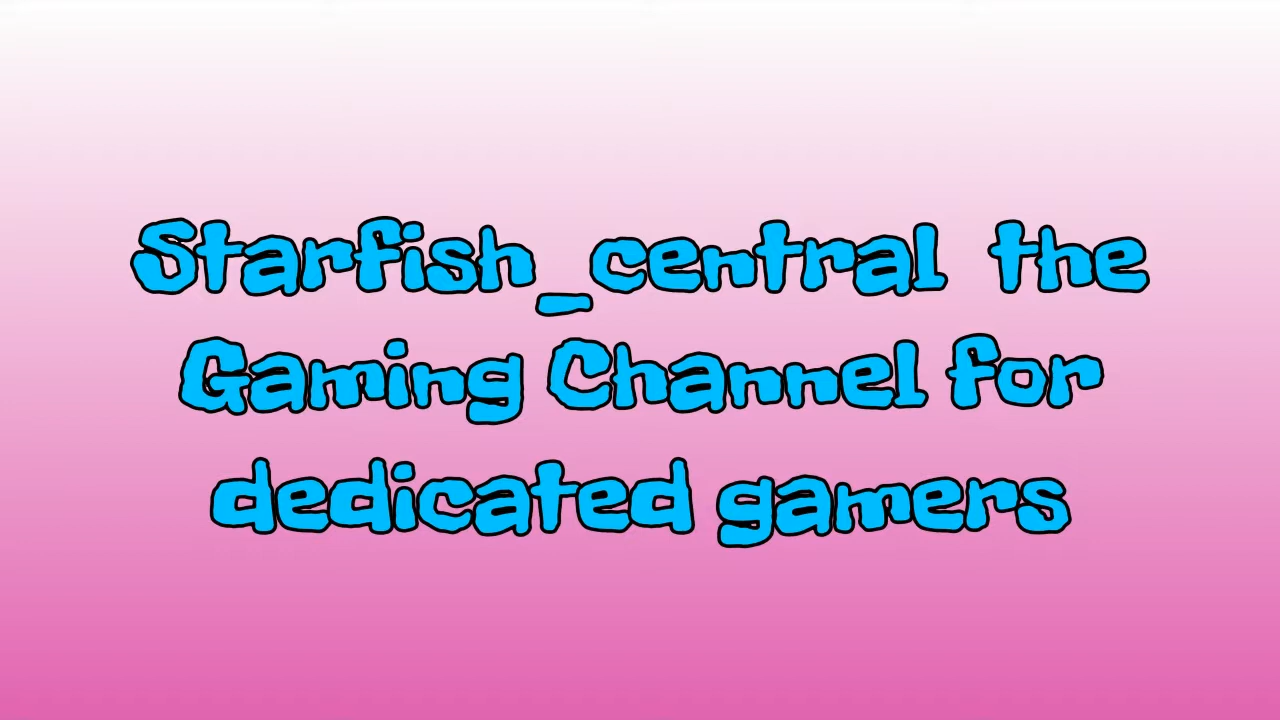 Starfish_central  the
Gaming Channel for
dedicated gamers